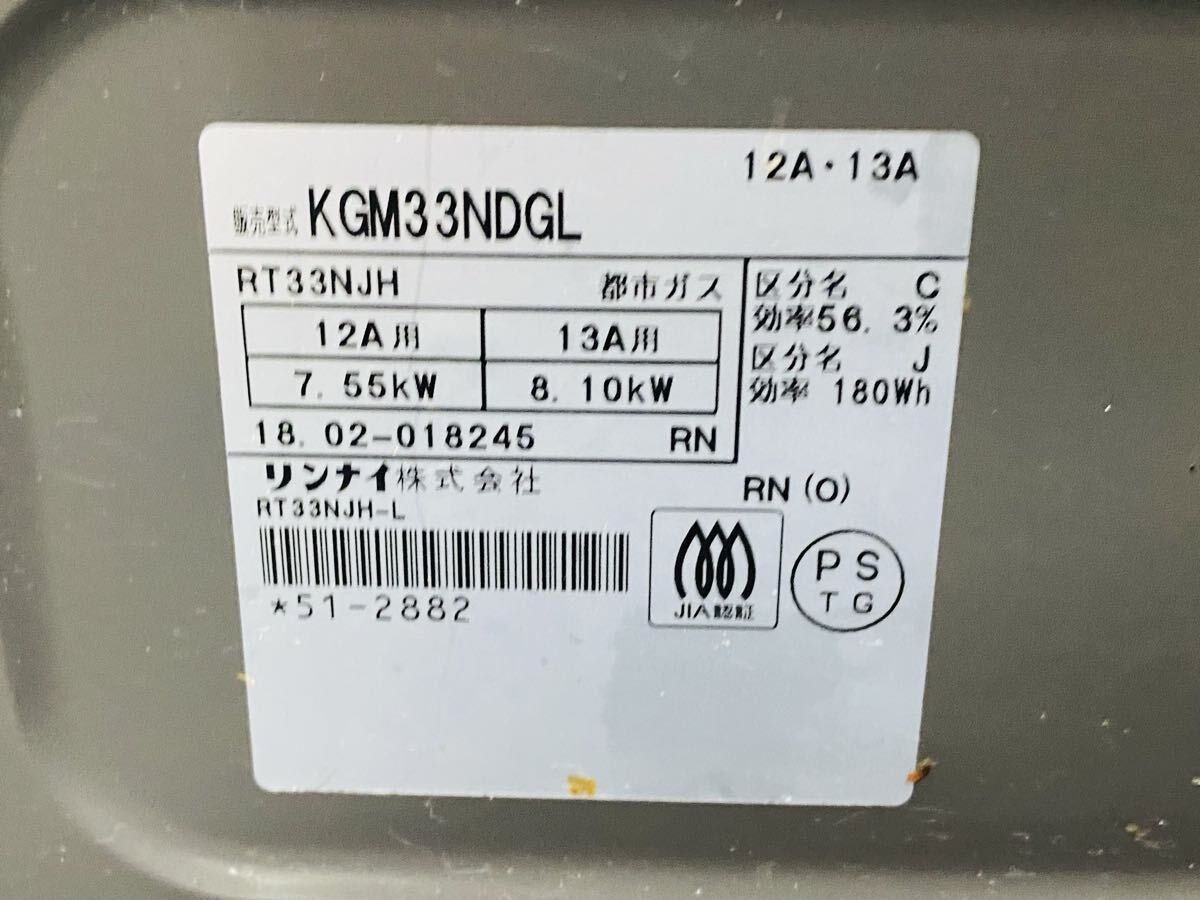 12A・13A
販売型式 KGM33NDGL
RT33NJH 都市ガス
12A用 13A用
7.55kW 8.10kW
18.02-018245 RN
区分名 C
効率56.3%
区分名 J
効率 180Wh
リンナイ株式会社
RT33NJH-L
*51-2882
RN(O)
JIA認証
PS
TG